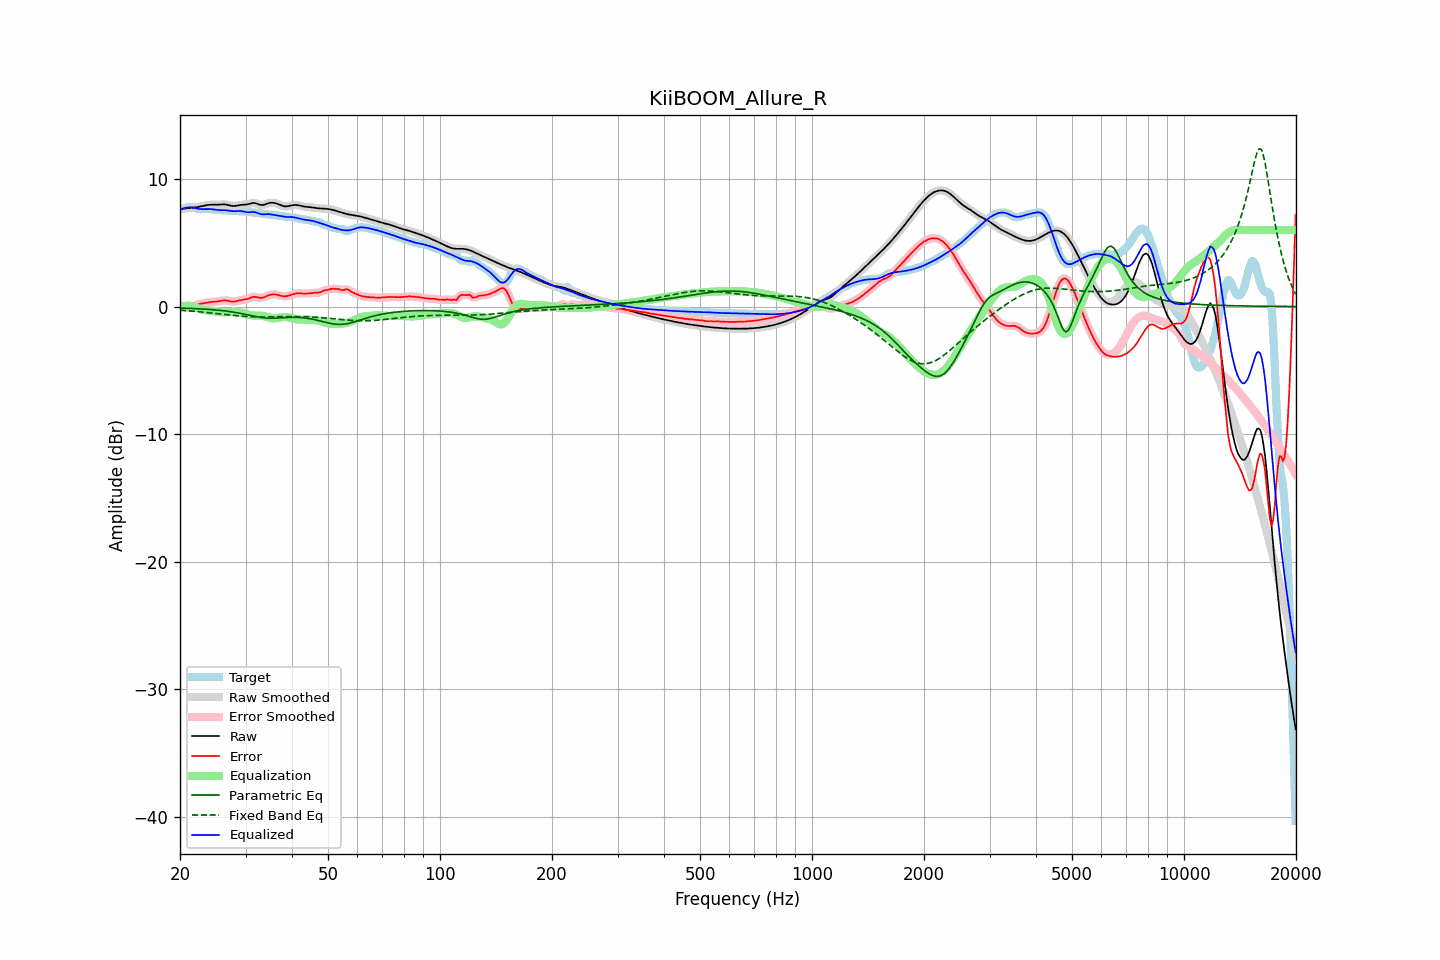 KiiBOOM_Allure_R
Amplitude (dBr)
10
0
−10
−20
−30
−40
Target
Raw Smoothed
Error Smoothed
Raw
Error
Equalization
Parametric Eq
Fixed Band Eq
Equalized
20 50 100 200 500 1000 2000 5000 10000 20000
Frequency (Hz)